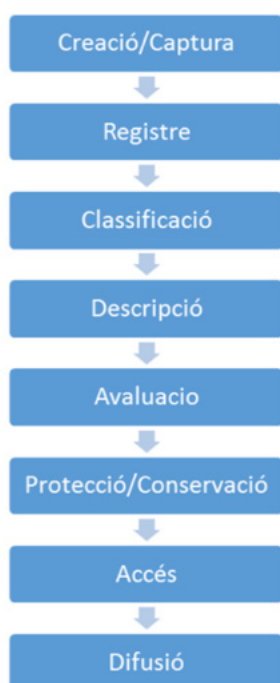 Creació/Captura
Registre
Classificació
Descripció
Avaluacio
Protecció/Conservació
Accés
Difusió